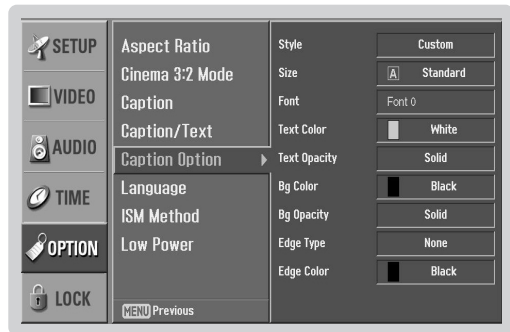 SETUP
VIDEO
AUDIO
TIME
OPTION
LOCK
Aspect Ratio
Cinema 3:2 Mode
Caption
Caption/Text
Caption Option
Language
ISM Method
Low Power
MENU Previous
Style Custom
Size A Standard
Font Font 0
Text Color White
Text Opacity Solid
Bg Color Black
Bg Opacity Solid
Edge Type None
Edge Color Black